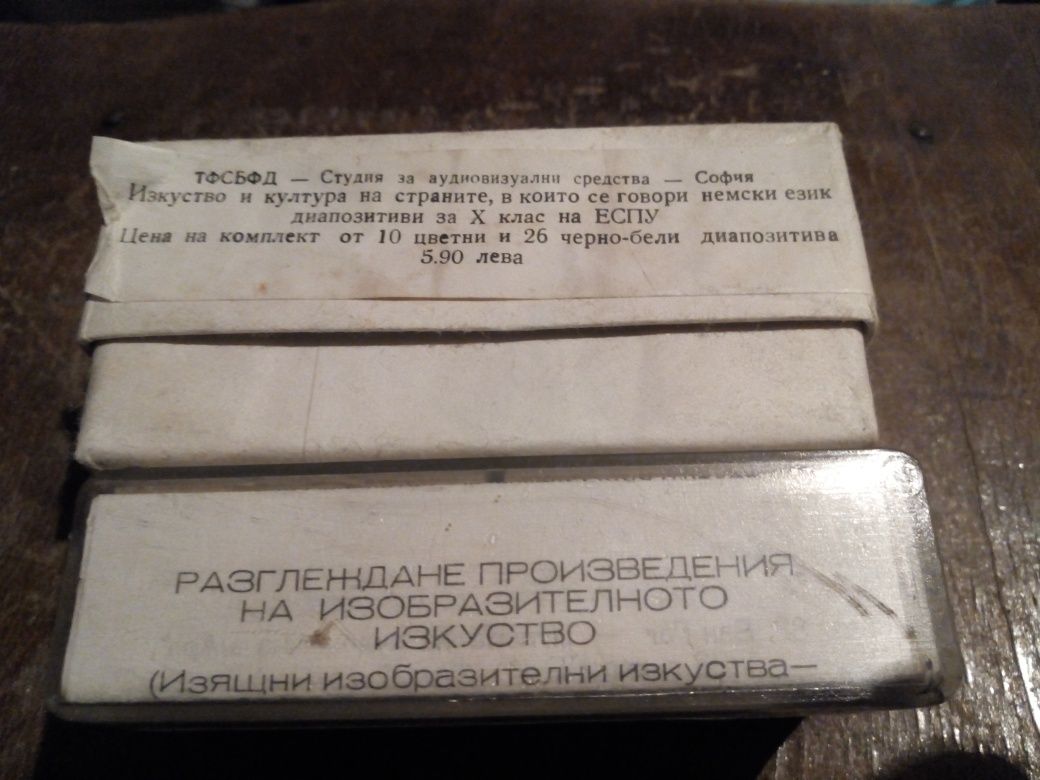 ТФСБФД — Студия за аудиовизуални средства — София
Изкуство и култура на страните, в които се говори немски език
диапозитиви за X клас на ЕСПУ
Цена на комплект от 10 цветни и 26 черно-бели диапозитива
5.90 лева
РАЗГЛЕЖДАНЕ ПРОИЗВЕДЕНИЯ
НА ИЗОБРАЗИТЕЛНОТО
ИЗКУСТВО
(Изящни изобразителни изкуства—